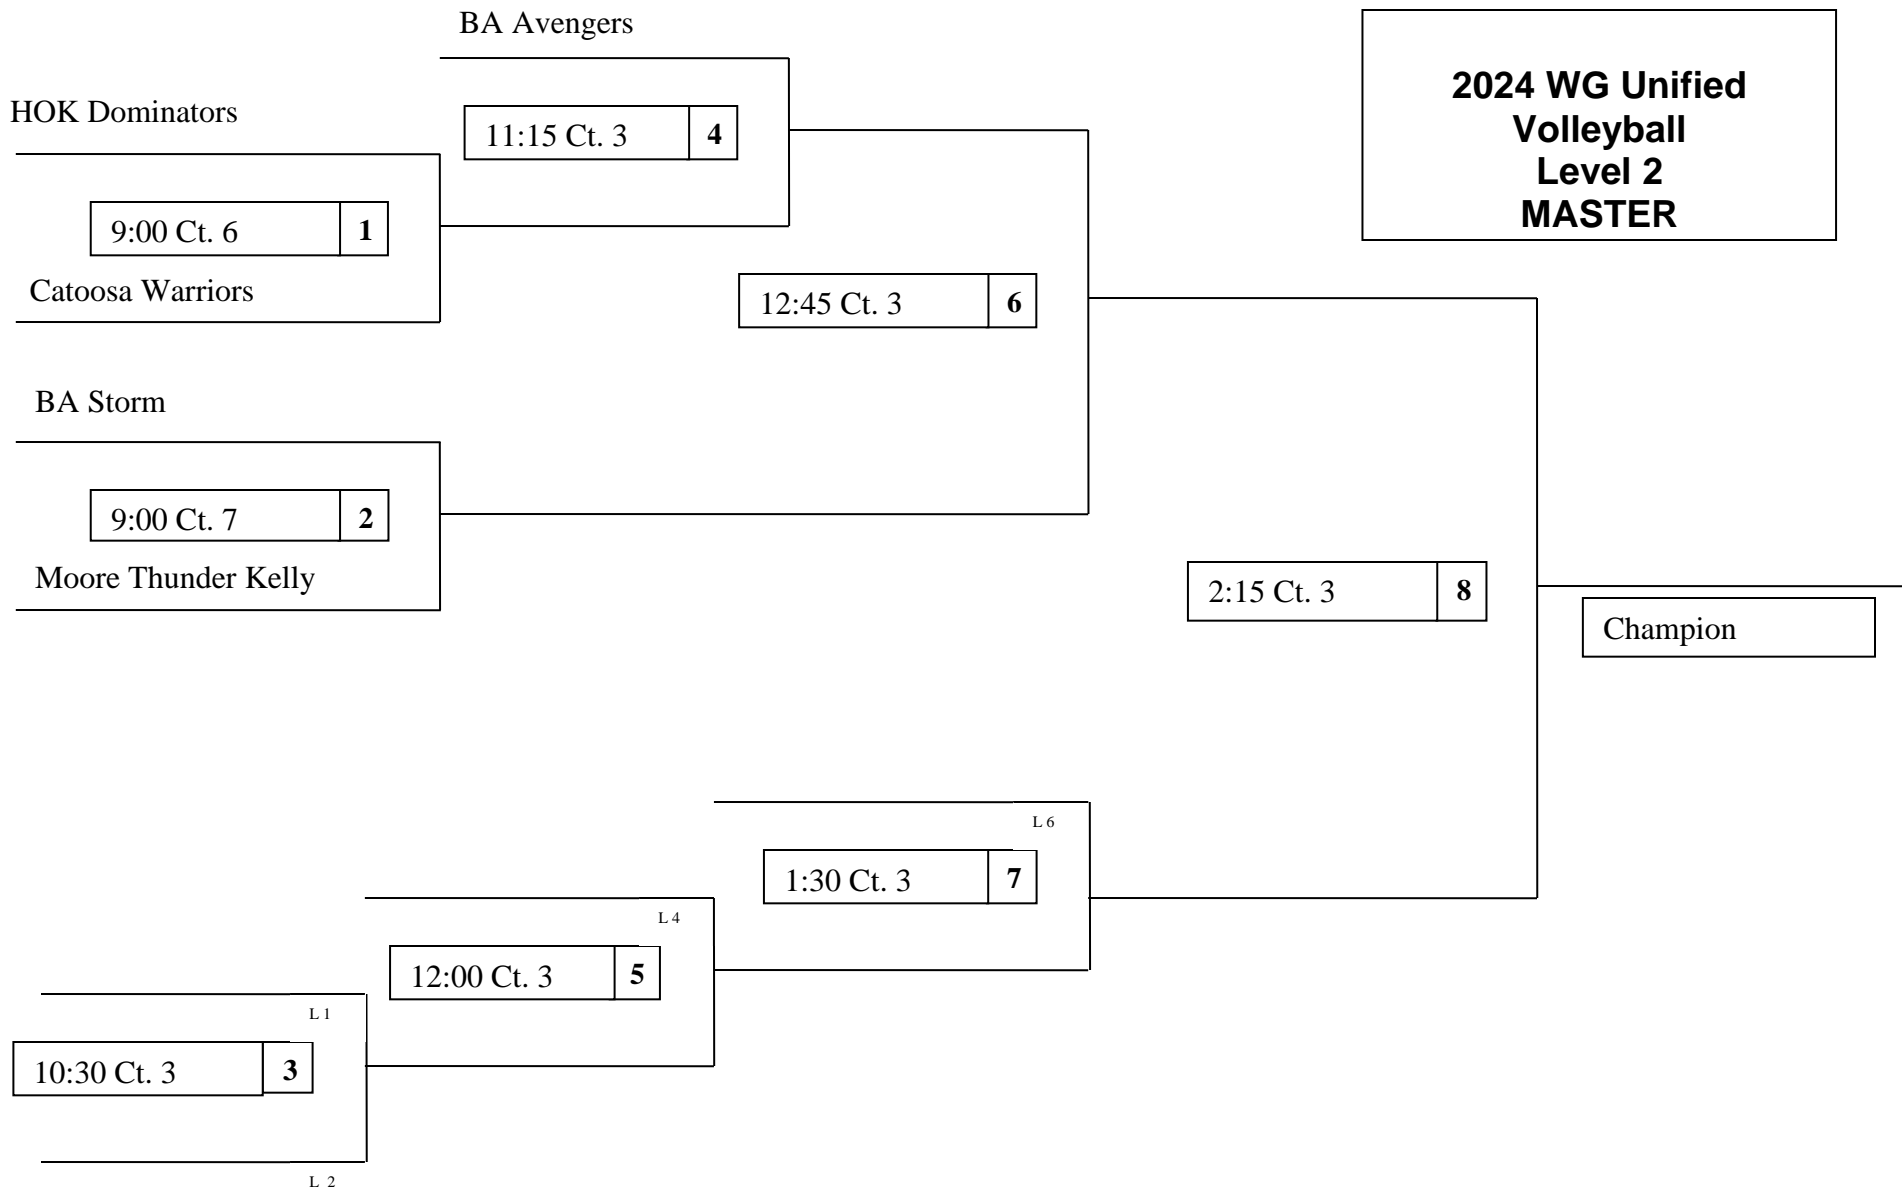 BA Avengers
2024 WG Unified
Volleyball
Level 2
MASTER
HOK Dominators
11:15 Ct. 3 4
9:00 Ct. 6 1
Catoosa Warriors
12:45 Ct. 3 6
BA Storm
9:00 Ct. 7 2
Moore Thunder Kelly
2:15 Ct. 3 8
Champion
L 6
1:30 Ct. 3 7
L 4
12:00 Ct. 3 5
L 1
10:30 Ct. 3 3
L 2